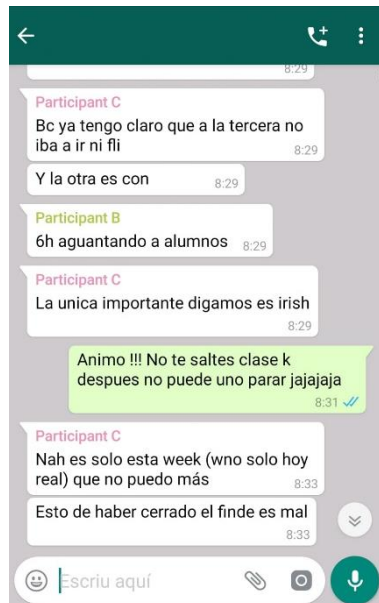 8:29
Participant C
Bc ya tengo claro que a la tercera no
iba a ir ni fli
8:29
Y la otra es con
8:29
Participant B
6h aguantando a alumnos
8:29
Participant C
La unica importante digamos es irish
8:29
Animo !!! No te saltes clase k
despues no puede uno parar jajajaja
8:31
Participant C
Nah es solo esta week (wno solo hoy
real) que no puedo más
8:33
Esto de haber cerrado el finde es mal
8:33
Escriu aquí